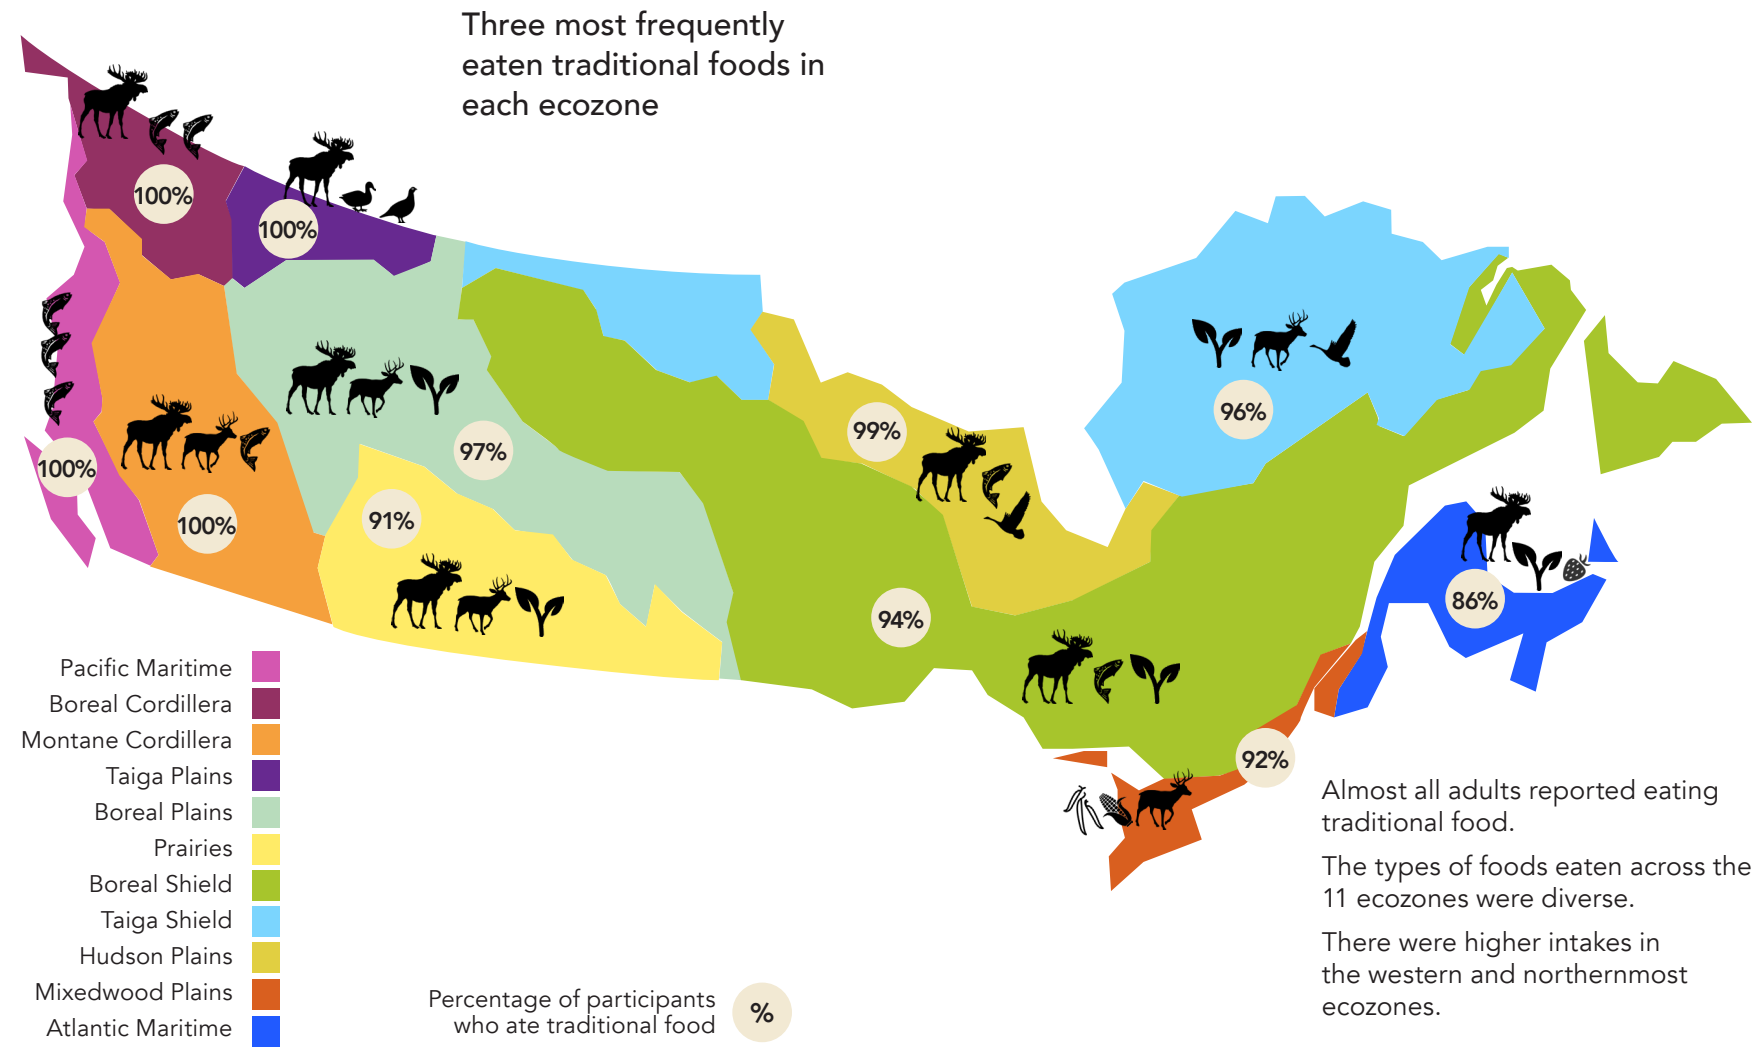 Three most frequently
eaten traditional foods in
each ecozone
100%
100%
100%
100%
97%
91%
99%
94%
96%
86%
92%
Pacific Maritime
Boreal Cordillera
Montane Cordillera
Taiga Plains
Boreal Plains
Prairies
Boreal Shield
Taiga Shield
Hudson Plains
Mixedwood Plains
Atlantic Maritime
Percentage of participants
who ate traditional food
%
Almost all adults reported eating
traditional food.
The types of foods eaten across the
11 ecozones were diverse.
There were higher intakes in
the western and northernmost
ecozones.